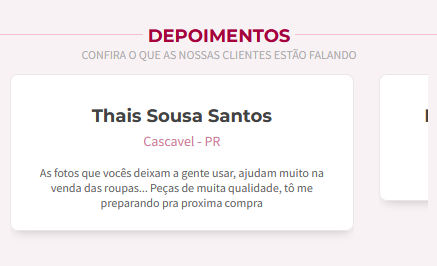 DEPOIMENTOS
CONFIRA O QUE AS NOSSAS CLIENTES ESTÃO FALANDO
Thais Sousa Santos
Cascavel - PR
As fotos que vocês deixam a gente usar, ajudam muito na
venda das roupas... Peças de muita qualidade, tô me
preparando pra proxima compra